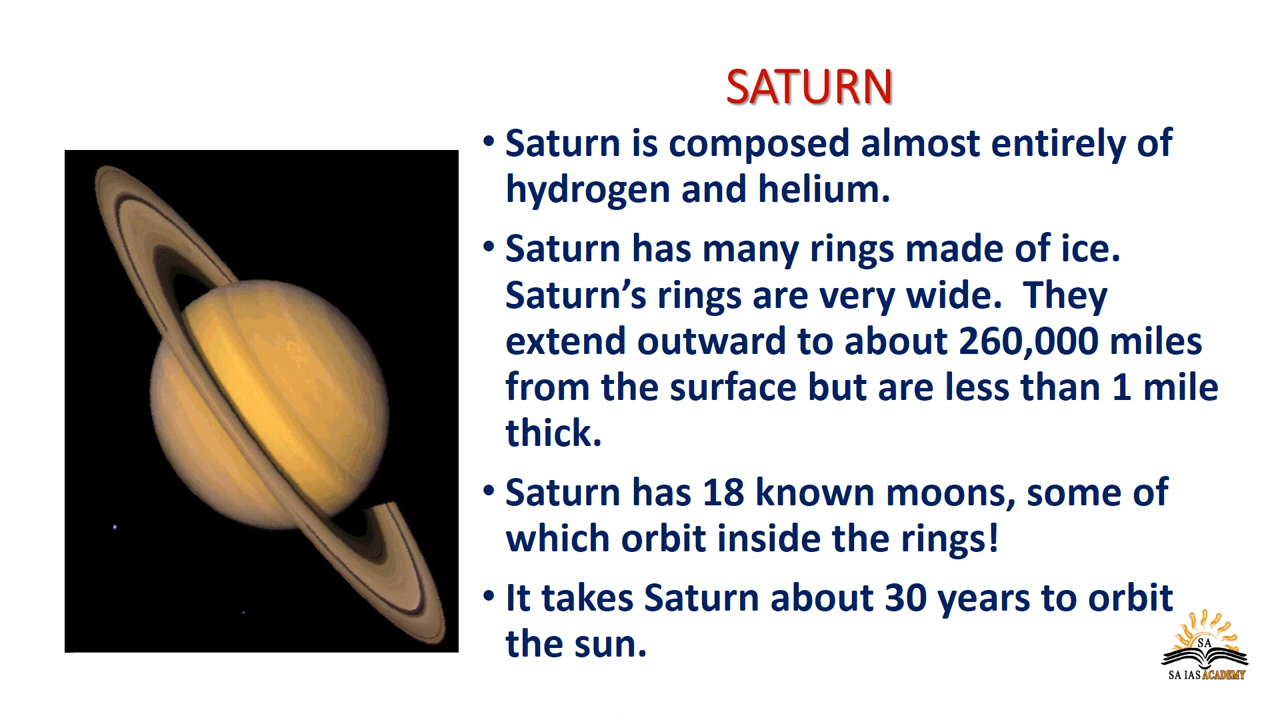 SATURN
• Saturn is composed almost entirely of
hydrogen and helium.
• Saturn has many rings made of ice.
Saturn’s rings are very wide.  They
extend outward to about 260,000 miles
from the surface but are less than 1 mile
thick.
• Saturn has 18 known moons, some of
which orbit inside the rings!
• It takes Saturn about 30 years to orbit
the sun.
SA
SA IAS ACADEMY